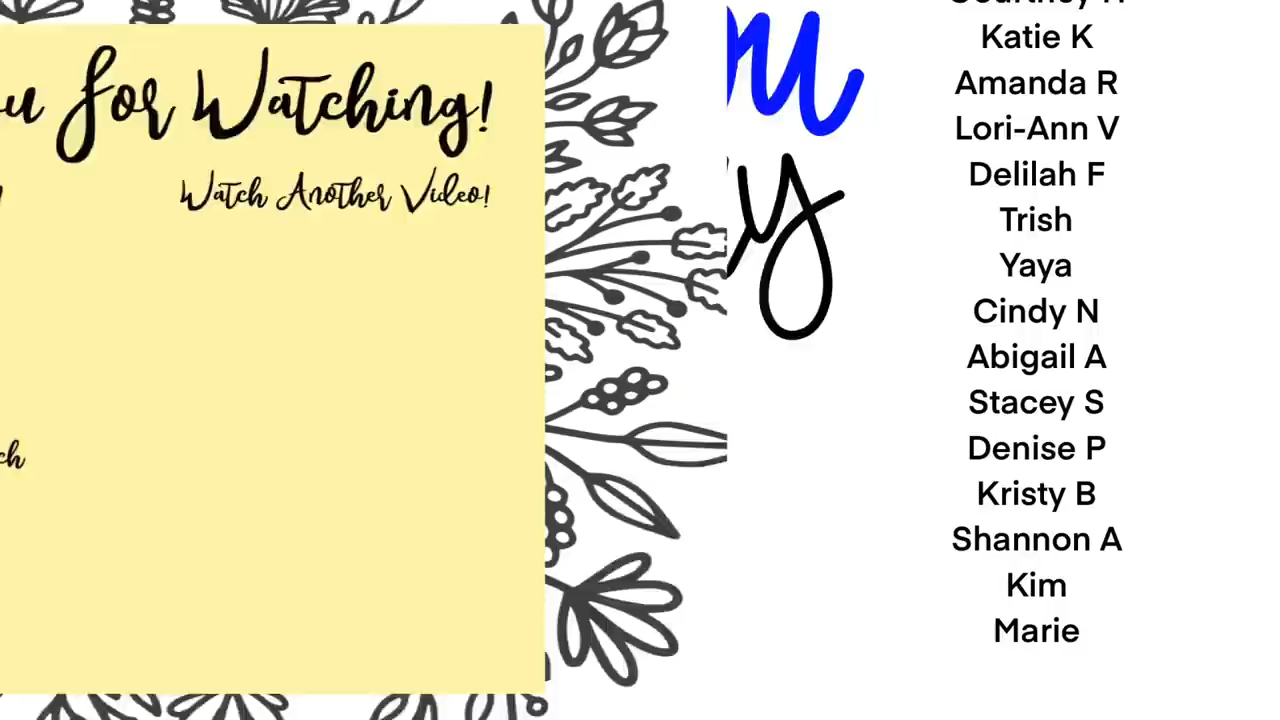 u for Watching!
Watch Another Video!
ch
y
Katie K
Amanda R
Lori-Ann V
Delilah F
Trish
Yaya
Cindy N
Abigail A
Stacey S
Denise P
Kristy B
Shannon A
Kim
Marie